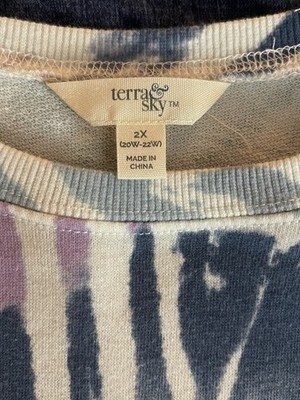 terra&
sky™
2X
(20W-22W)
MADE IN
CHINA